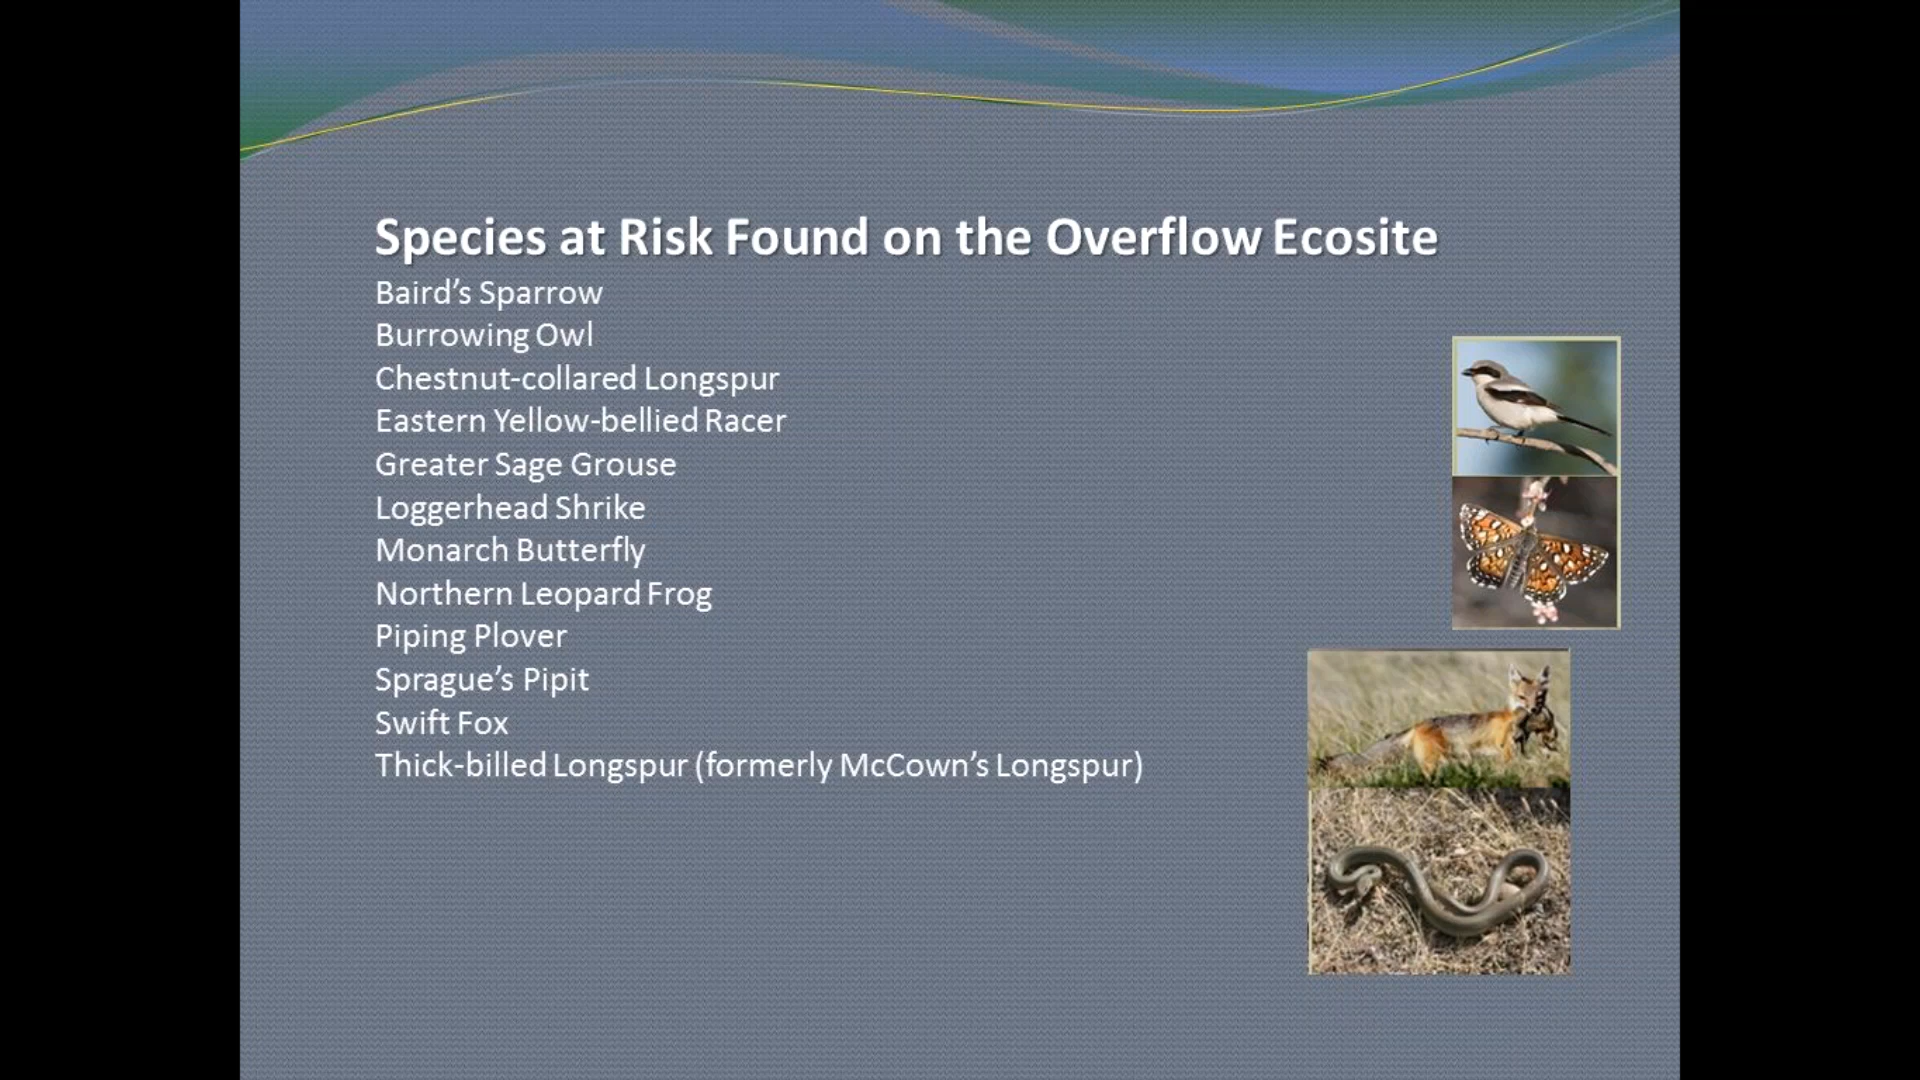 Species at Risk Found on the Overflow Ecosite
Baird’s Sparrow
Burrowing Owl
Chestnut-collared Longspur
Eastern Yellow-bellied Racer
Greater Sage Grouse
Loggerhead Shrike
Monarch Butterfly
Northern Leopard Frog
Piping Plover
Sprague’s Pipit
Swift Fox
Thick-billed Longspur (formerly McCown’s Longspur)